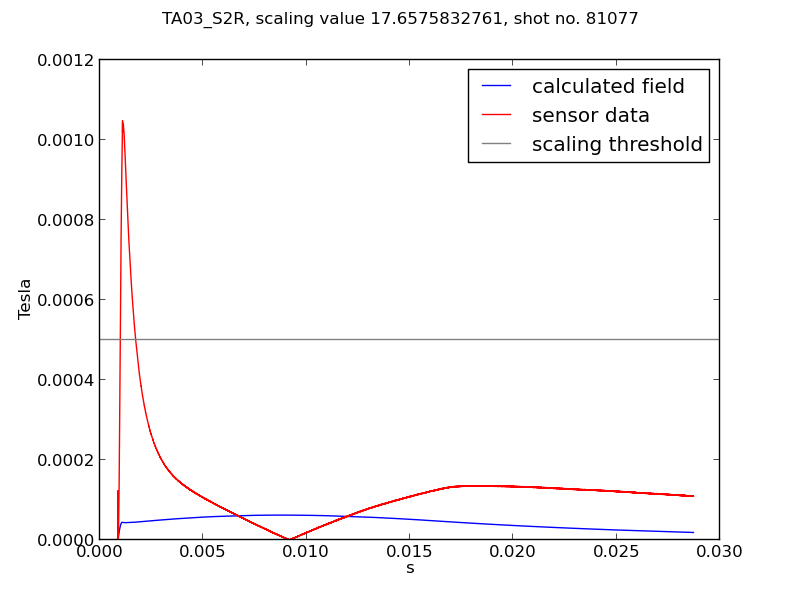 TA03_S2R, scaling value 17.6575832761, shot no. 81077
0.0012
0.0010
0.0008
0.0006
0.0004
0.0002
0.0000
Tesla
calculated field
sensor data
scaling threshold
0.000 0.005 0.010 0.015 0.020 0.025 0.030
s